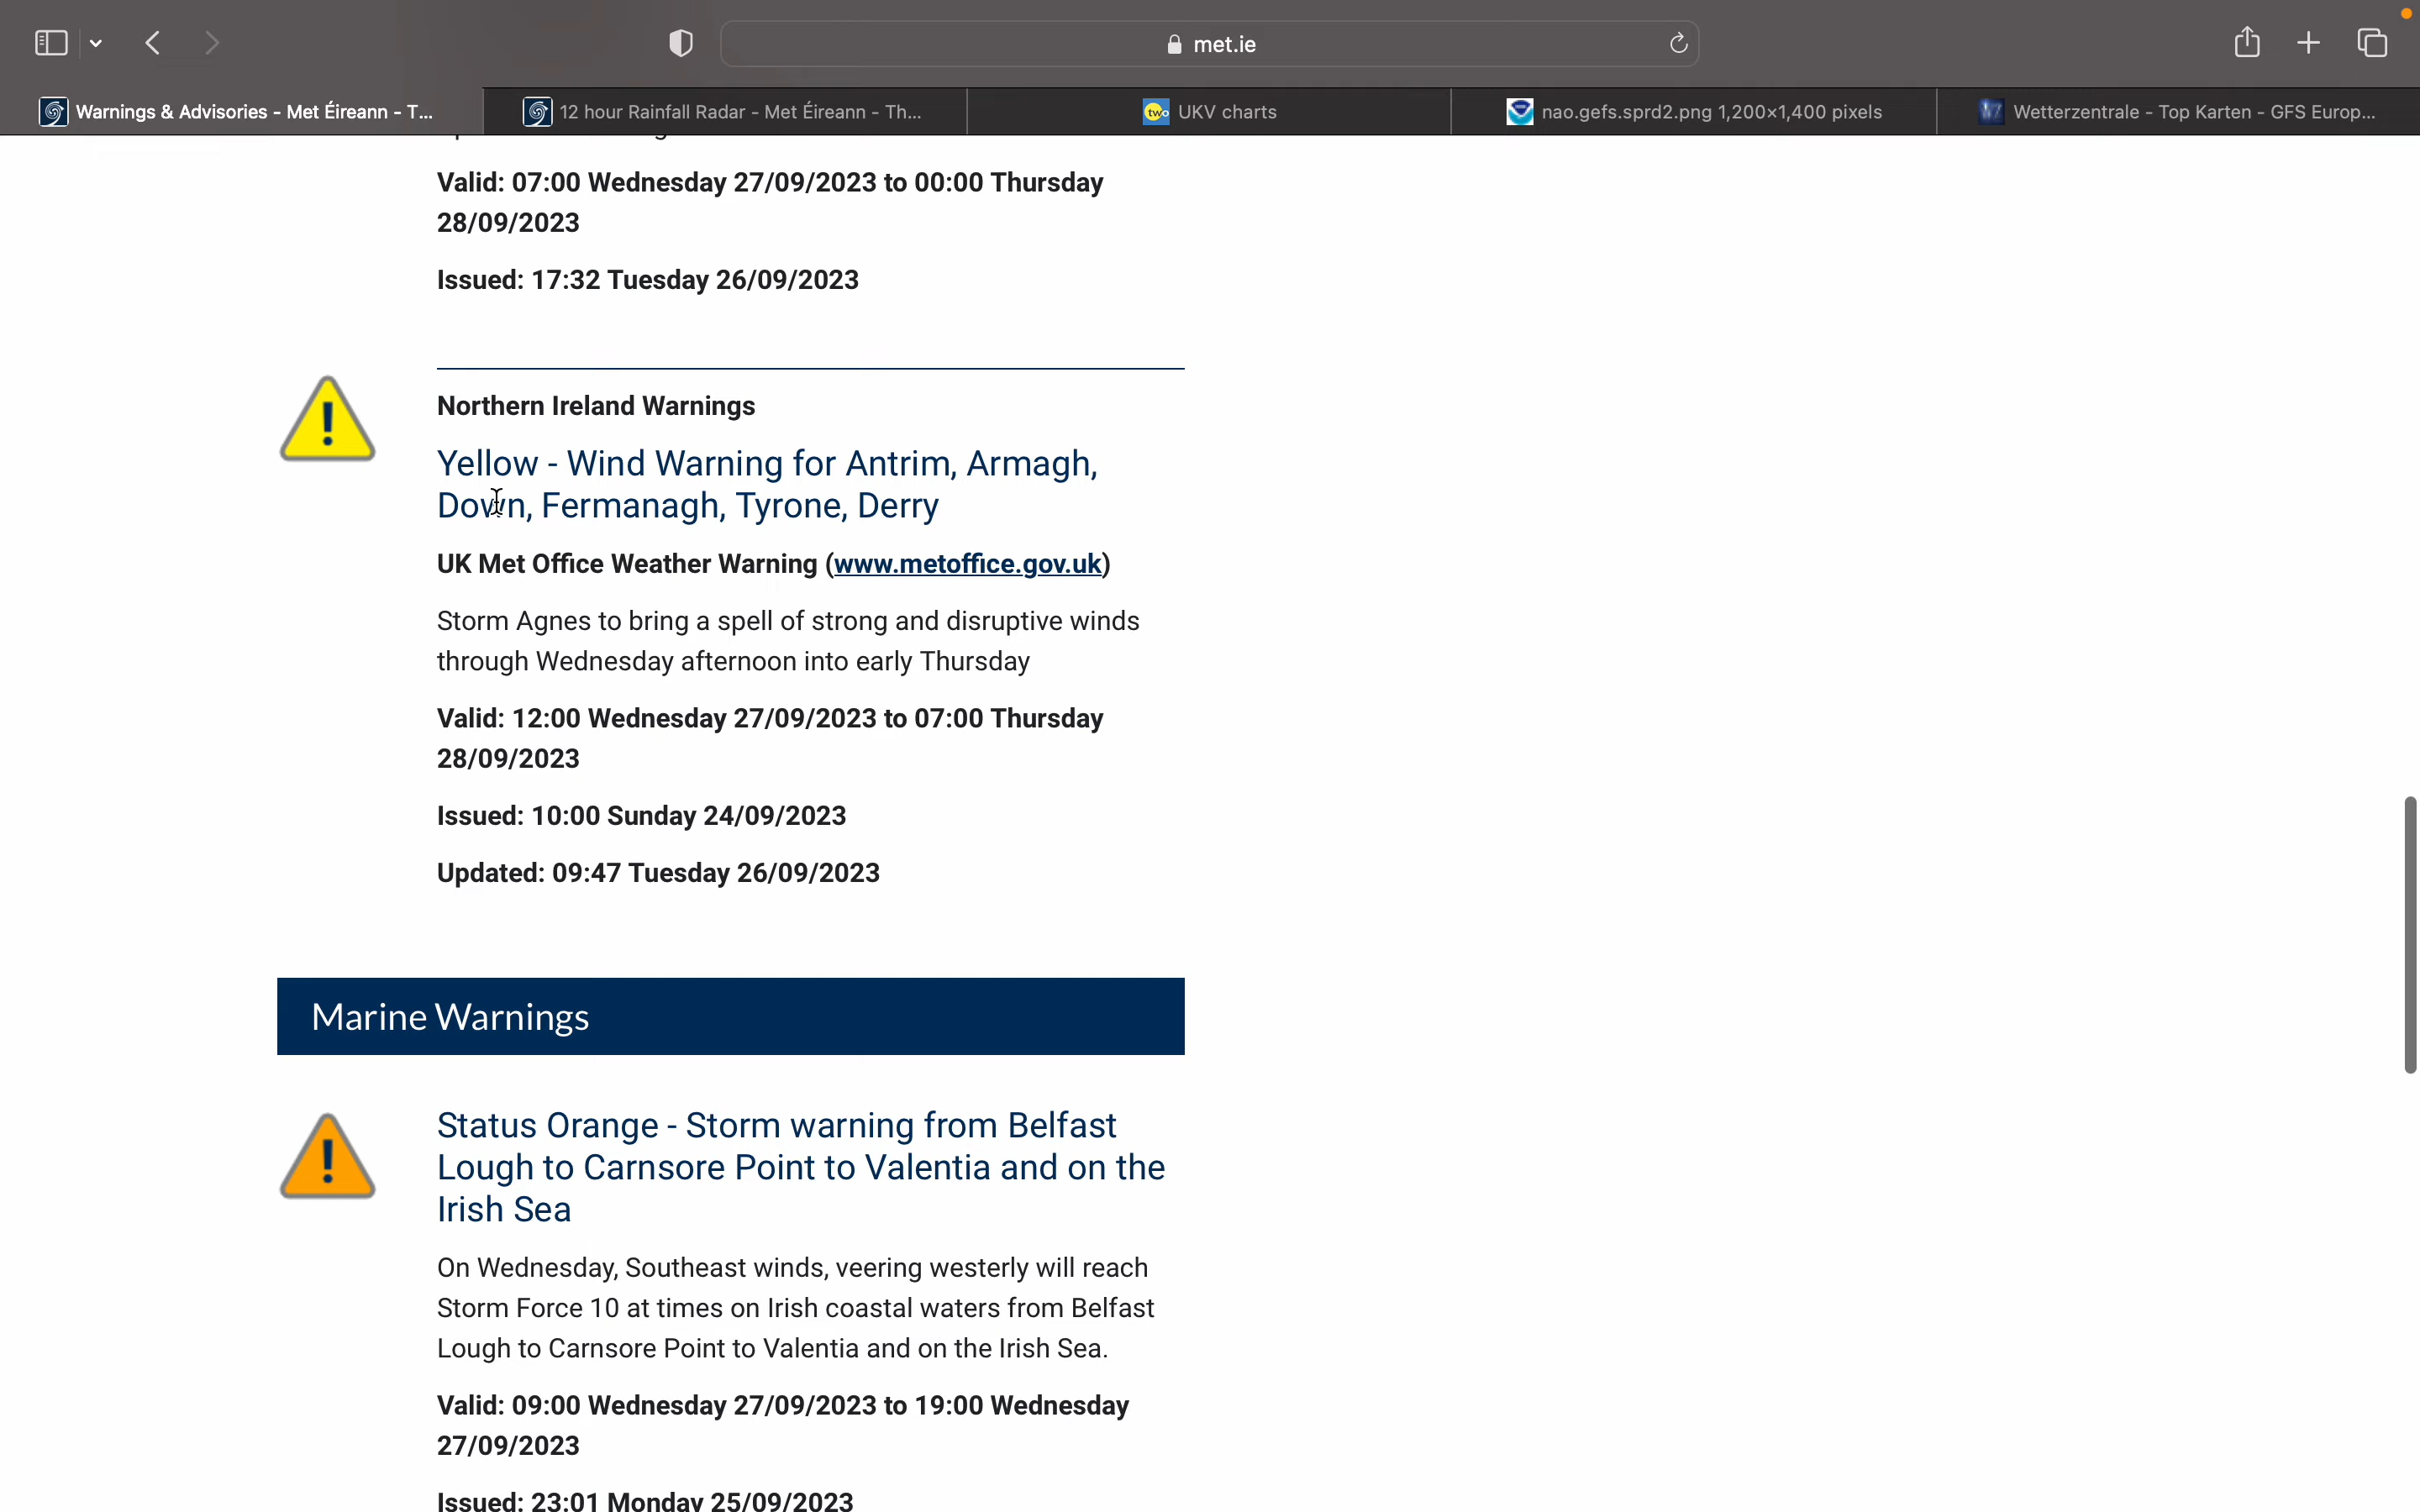 met.ie
Warnings & Advisories - Met Éireann - T...
12 hour Rainfall Radar - Met Éireann - Th...
two
UKV charts
nao.gefs.sprd2.png 1,200×1,400 pixels
Wetterzentrale - Top Karten - GFS Europ...
Valid: 07:00 Wednesday 27/09/2023 to 00:00 Thursday
28/09/2023
Issued: 17:32 Tuesday 26/09/2023
Northern Ireland Warnings
Yellow - Wind Warning for Antrim, Armagh,
Down, Fermanagh, Tyrone, Derry
UK Met Office Weather Warning (www.metoffice.gov.uk)
Storm Agnes to bring a spell of strong and disruptive winds
through Wednesday afternoon into early Thursday
Valid: 12:00 Wednesday 27/09/2023 to 07:00 Thursday
28/09/2023
Issued: 10:00 Sunday 24/09/2023
Updated: 09:47 Tuesday 26/09/2023
Marine Warnings
Status Orange - Storm warning from Belfast
Lough to Carnsore Point to Valentia and on the
Irish Sea
On Wednesday, Southeast winds, veering westerly will reach
Storm Force 10 at times on Irish coastal waters from Belfast
Lough to Carnsore Point to Valentia and on the Irish Sea.
Valid: 09:00 Wednesday 27/09/2023 to 19:00 Wednesday
27/09/2023
Issued: 23:01 Monday 25/09/2023